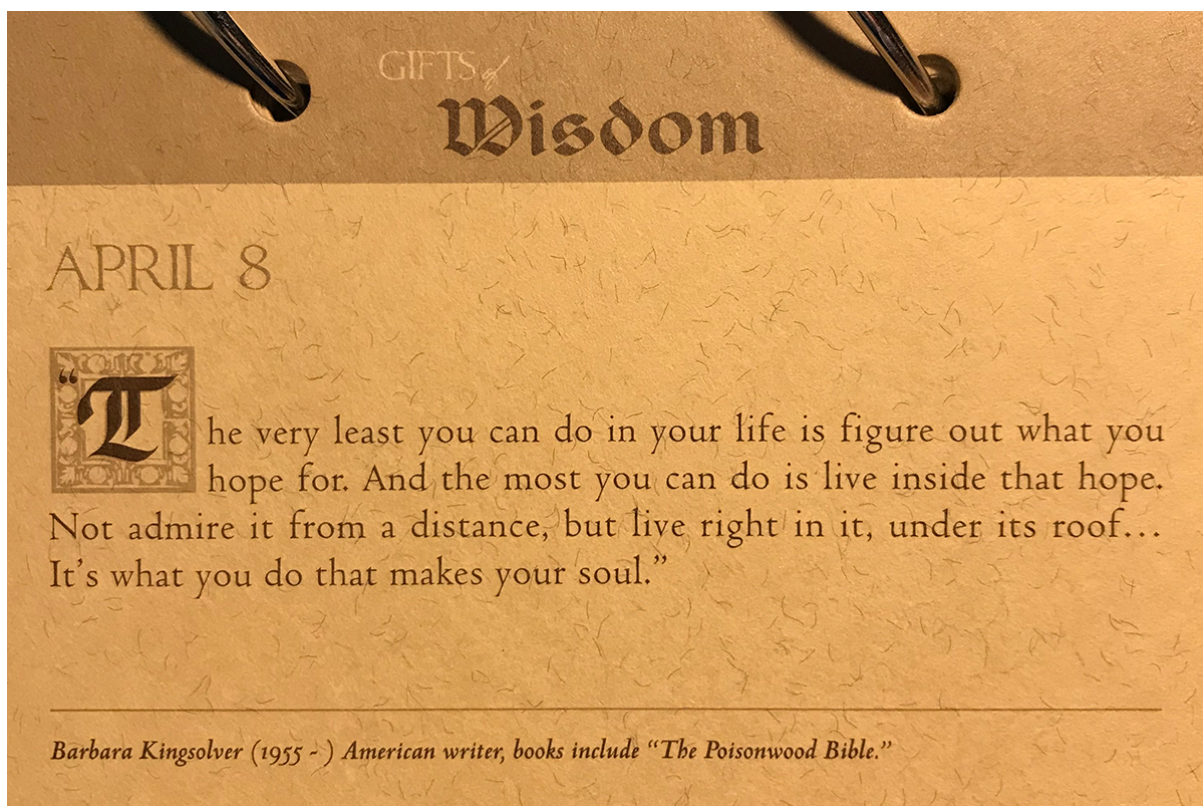 GIFTS of
Wisdom
APRIL 8
“The very least you can do in your life is figure out what you
hope for. And the most you can do is live inside that hope.
Not admire it from a distance, but live right in it, under its roof...
It’s what you do that makes your soul.”
Barbara Kingsolver (1955 - ) American writer, books include “The Poisonwood Bible.”